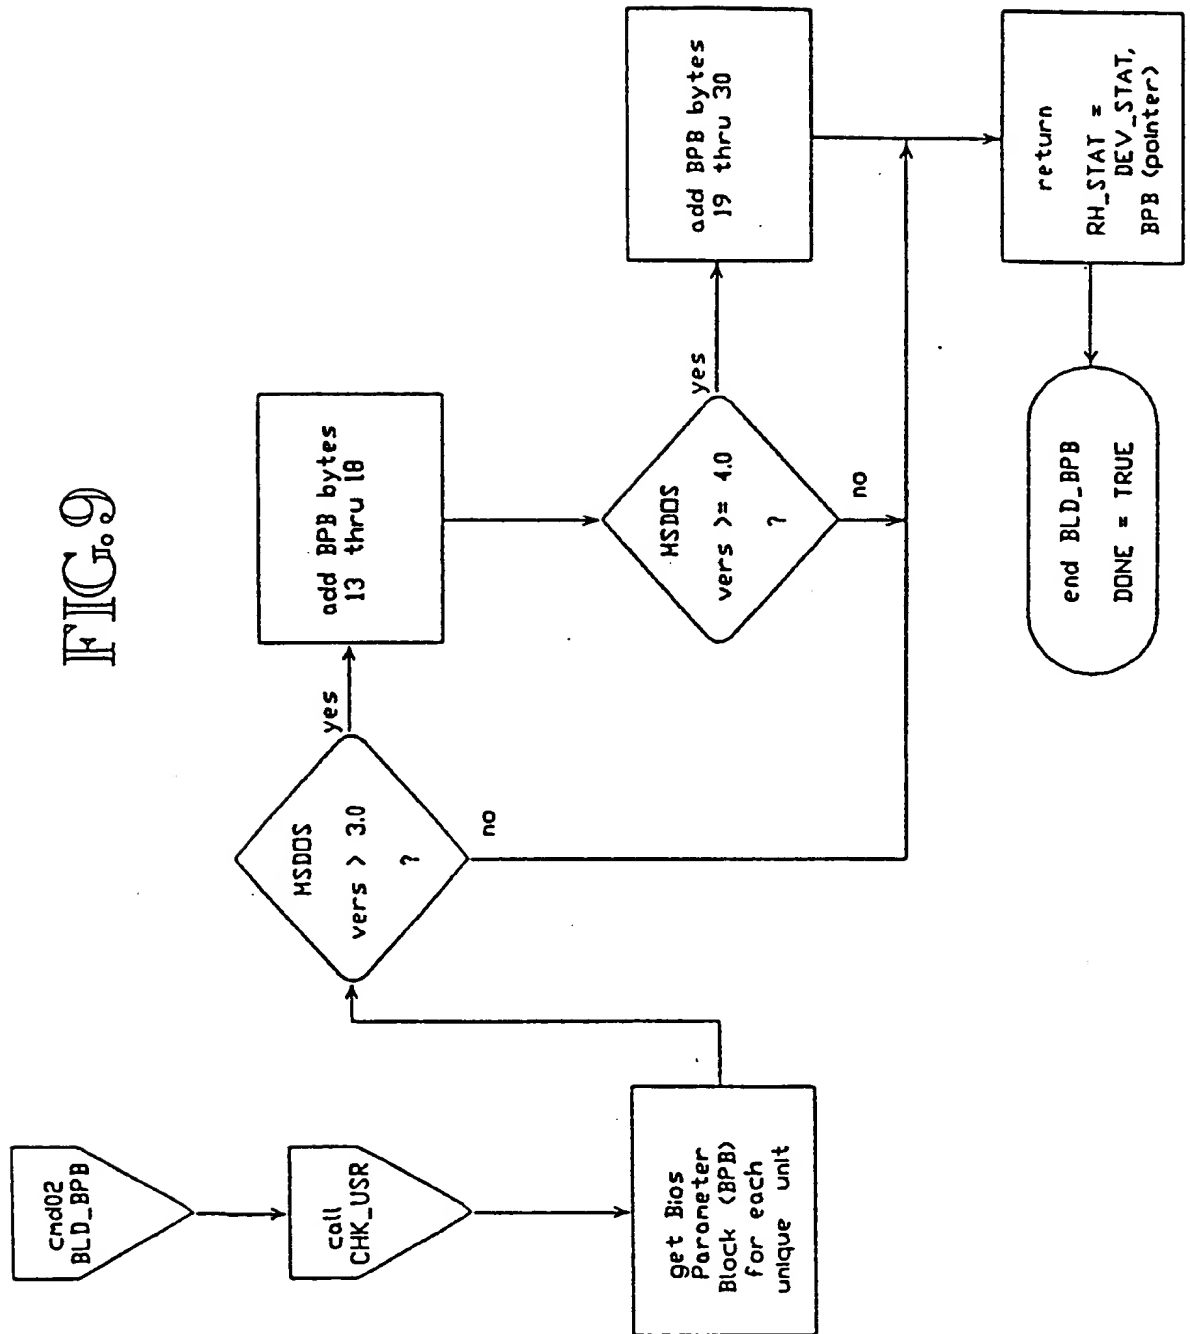 FIG.9
cmd02
BLD_BPB
call
CHK_USR
get Bios
Parameter
Block (BPB)
for each
unique unit
MSDOS
vers > 3.0
?
yes
no
add BPB bytes
13 thru 18
MSDOS
vers >= 4.0
?
yes
no
add BPB bytes
19 thru 30
return
RH_STAT =
DEV_STAT,
BPB (pointer)
end BLD_BPB
DONE = TRUE